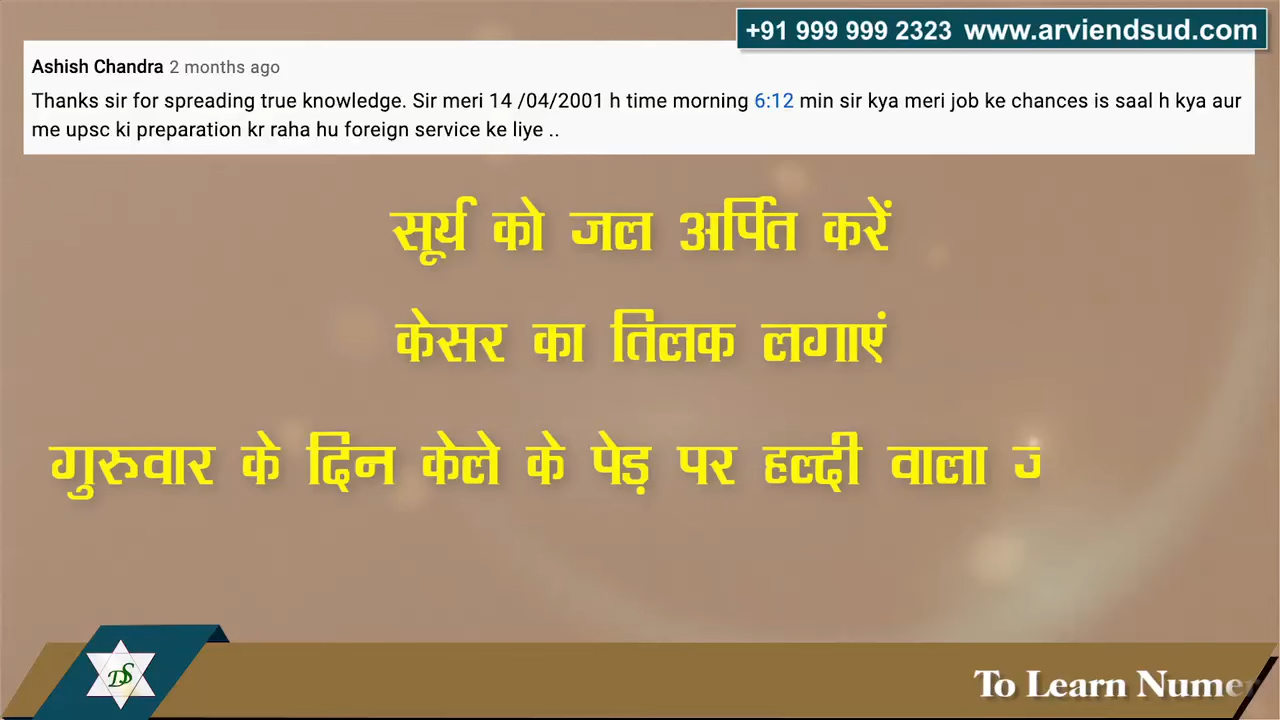 +91 999 999 2323 www.arviendsud.com
Ashish Chandra 2 months ago
Thanks sir for spreading true knowledge. Sir meri 14 /04/2001 h time morning 6:12 min sir kya meri job ke chances is saal h kya aur
me upsc ki preparation kr raha hu foreign service ke liye ..
सूर्य को जल अर्पित करें
केसर का तिलक लगाएं
गुरुवार के दिन केले के पेड़ पर हल्दी वाला
DS
To Learn Numer